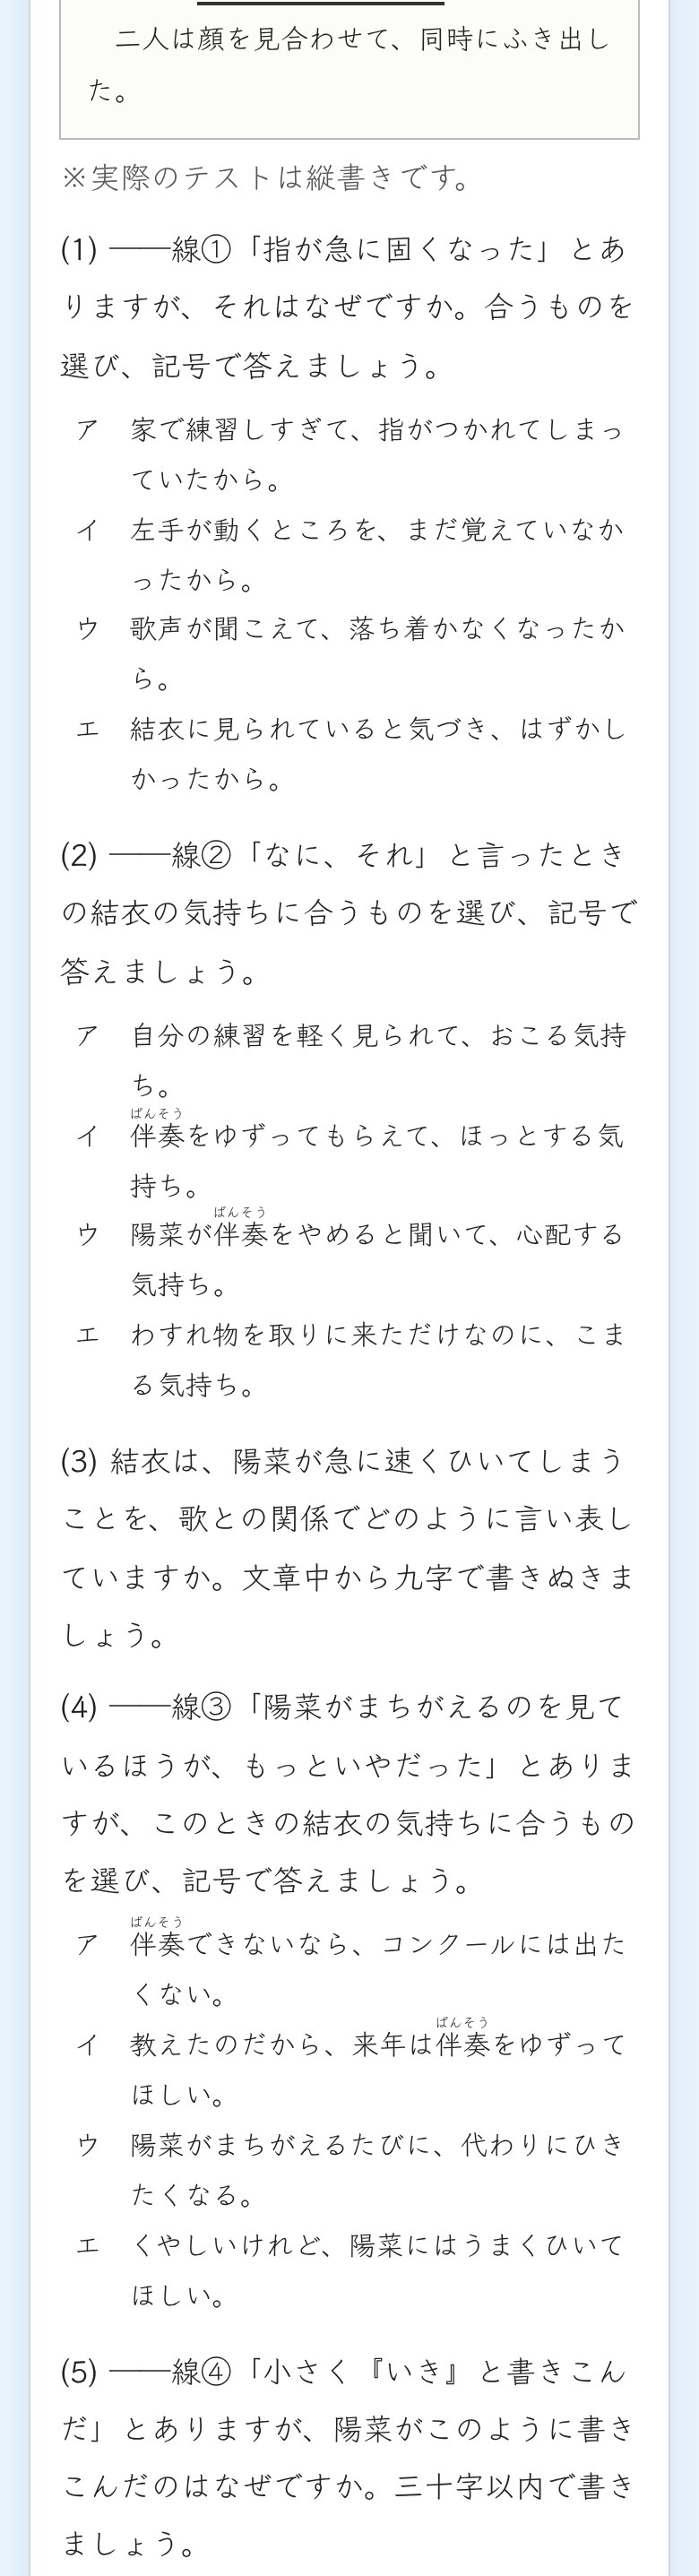 二人は顔を見合わせて、同時にふき出し
た。
※実際のテストは縦書きです。
(1) ――線①「指が急に固くなった」とあ
りますが、それはなぜですか。合うものを
選び、記号で答えましょう。
ア 家で練習しすぎて、指がつかれてしまっ
ていたから。
イ 左手が動くところを、まだ覚えていなか
ったから。
ウ 歌声が聞こえて、落ち着かなくなったか
ら。
エ 結衣に見られていると気づき、はずかし
かったから。
(2) ――線②「なに、それ」と言ったとき
の結衣の気持ちに合うものを選び、記号で
答えましょう。
ア 自分の練習を軽く見られて、おこる気持
ち。
ばんそう
イ 伴奏をゆずってもらえて、ほっとする気
持ち。
ばんそう
ウ 陽菜が伴奏をやめると聞いて、心配する
気持ち。
エ わすれ物を取りに来ただけなのに、こま
る気持ち。
(3) 結衣は、陽菜が急に速くひいてしまう
ことを、歌との関係でどのように言い表し
ていますか。文章中から九字で書きぬきま
しょう。
(4) ――線③「陽菜がまちがえるのを見て
いるほうが、もっといやだった」とありま
すが、このときの結衣の気持ちに合うもの
を選び、記号で答えましょう。
ばんそう
ア 伴奏できないなら、コンクールには出た
くない。
ばんそう
イ 教えたのだから、来年は伴奏をゆずって
ほしい。
ウ 陽菜がまちがえるたびに、代わりにひき
たくなる。
エ くやしいけれど、陽菜にはうまくひいて
ほしい。
(5) ――線④「小さく『いき』と書きこん
だ」とありますが、陽菜がこのように書き
こんだのはなぜですか。三十字以内で書き
ましょう。